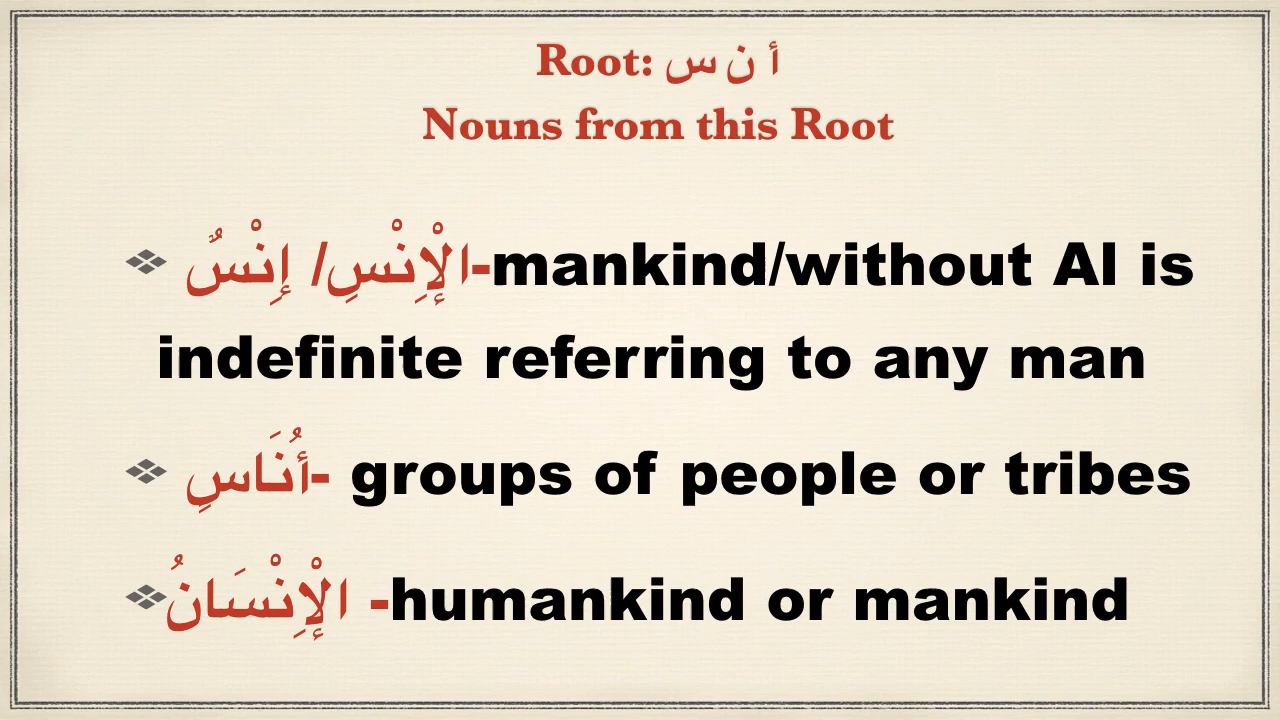 Root: أ ن س
Nouns from this Root
❖ الْإِنْسِ/ إِنْسٌ-mankind/without Al is
indefinite referring to any man
❖ أُنَاسِ- groups of people or tribes
❖الْإِنْسَانُ -humankind or mankind